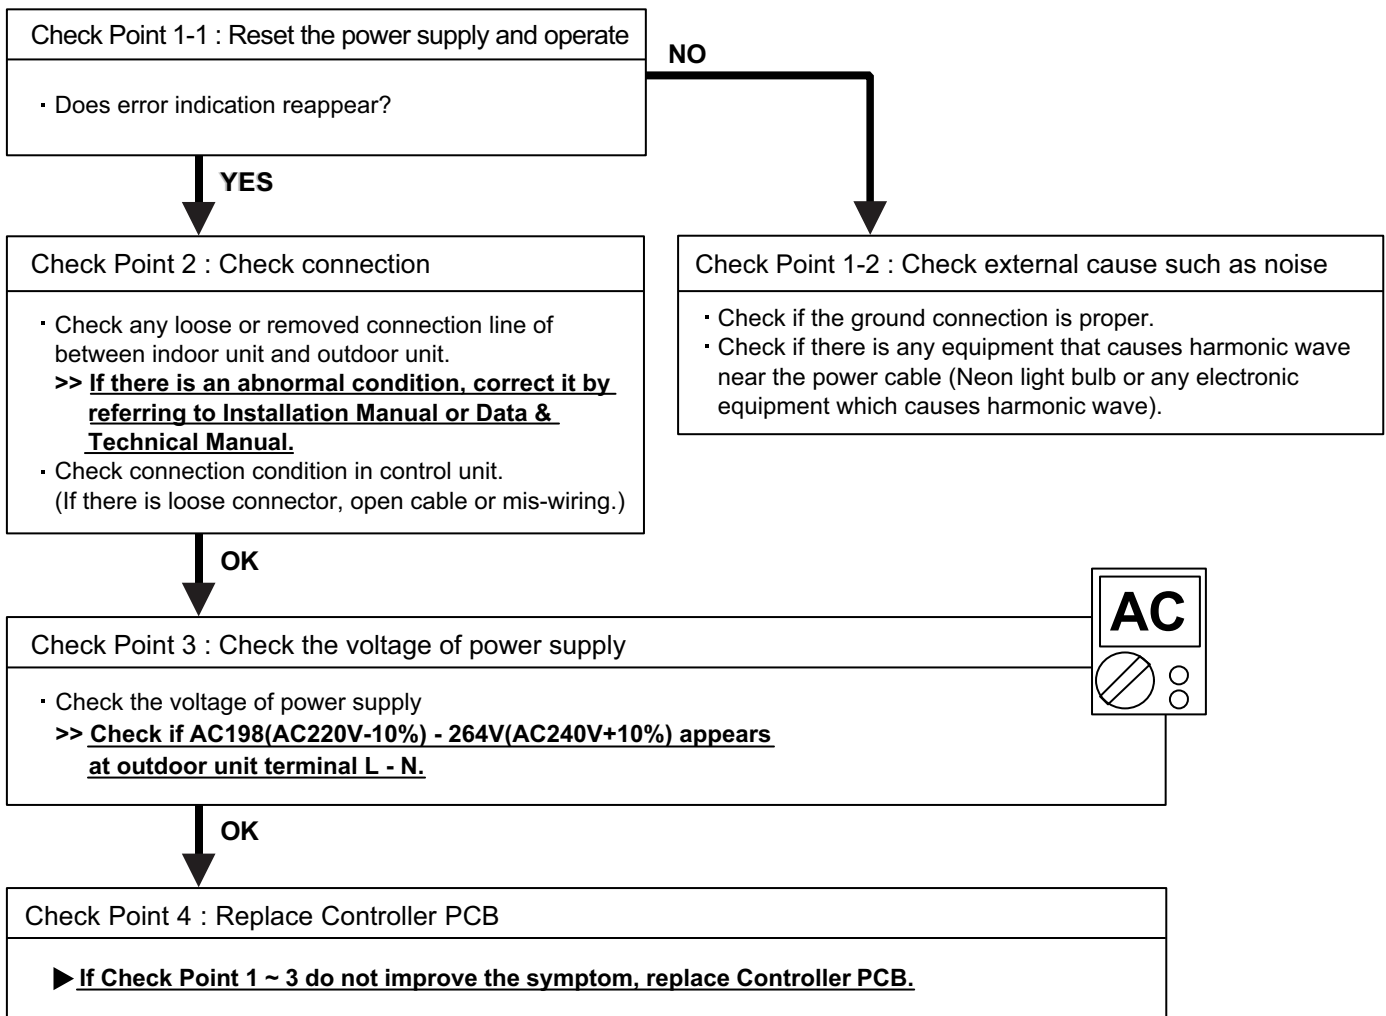 Check Point 1-1 : Reset the power supply and operate
NO
· Does error indication reappear?
YES
Check Point 2 : Check connection
· Check any loose or removed connection line of
between indoor unit and outdoor unit.
>> If there is an abnormal condition, correct it by
referring to Installation Manual or Data &
Technical Manual.
· Check connection condition in control unit.
(If there is loose connector, open cable or mis-wiring.)
Check Point 1-2 : Check external cause such as noise
· Check if the ground connection is proper.
· Check if there is any equipment that causes harmonic wave
near the power cable (Neon light bulb or any electronic
equipment which causes harmonic wave).
OK
AC
Check Point 3 : Check the voltage of power supply
· Check the voltage of power supply
>> Check if AC198(AC220V-10%) - 264V(AC240V+10%) appears
at outdoor unit terminal L - N.
OK
Check Point 4 : Replace Controller PCB
▶ If Check Point 1 ~ 3 do not improve the symptom, replace Controller PCB.